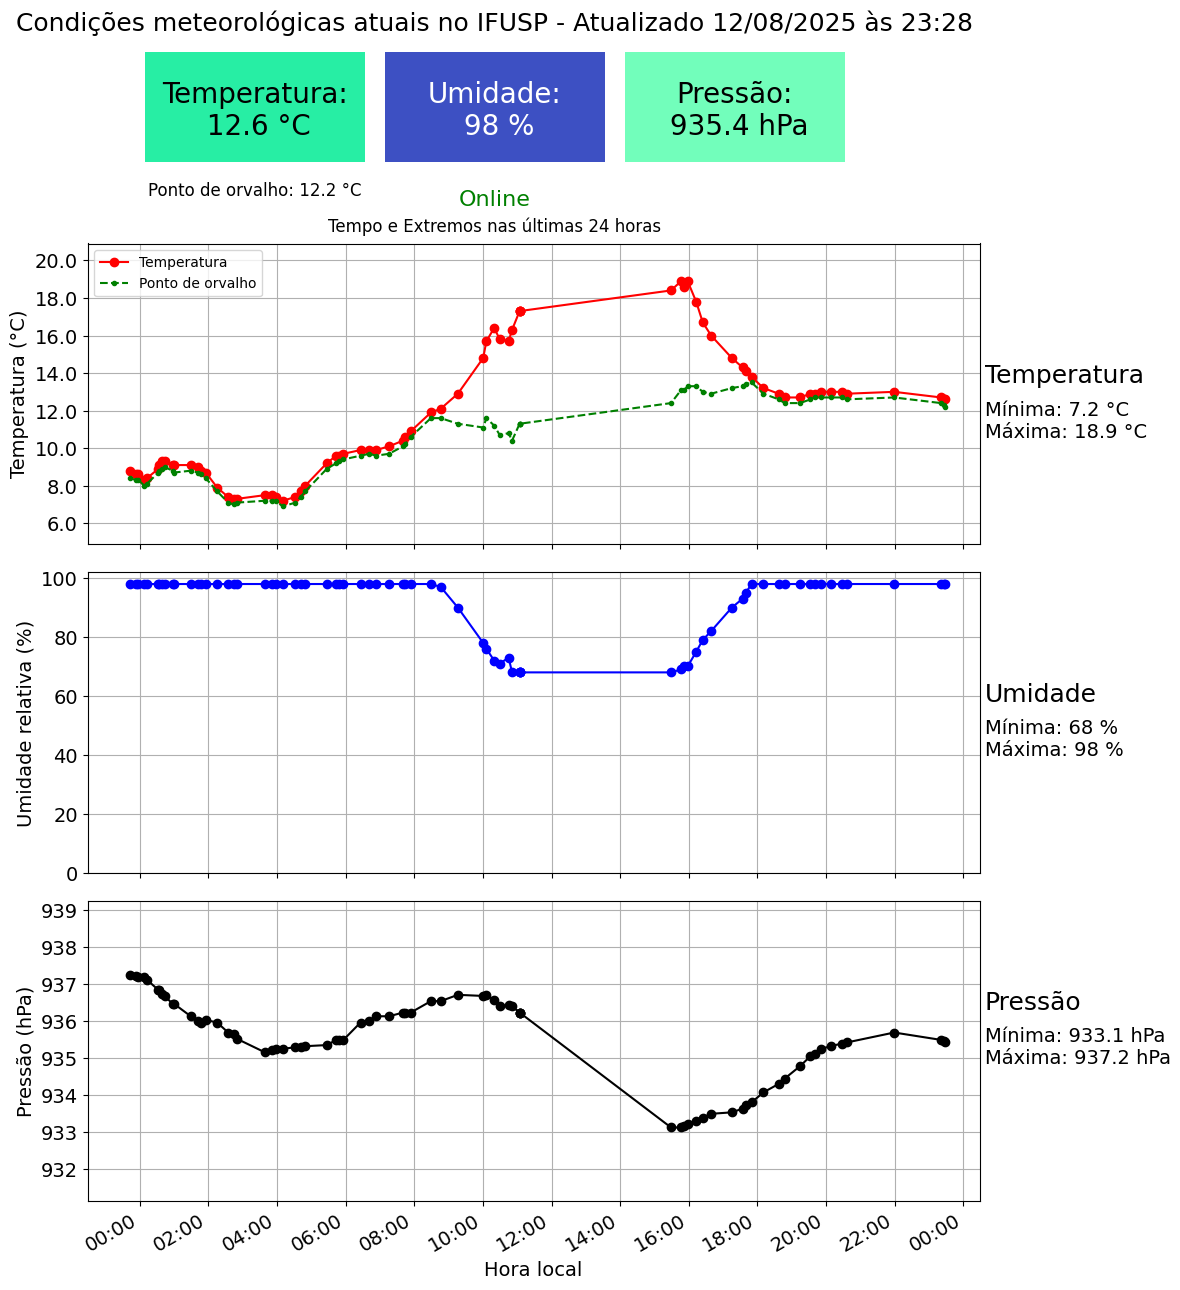 Condições meteorológicas atuais no IFUSP - Atualizado 12/08/2025 às 23:28
Temperatura:
12.6 °C
Umidade:
98 %
Pressão:
935.4 hPa
Ponto de orvalho: 12.2 °C
Online
Tempo e Extremos nas últimas 24 horas
Temperatura
Ponto de orvalho
Temperatura (°C)
20.0
18.0
16.0
14.0
12.0
10.0
8.0
6.0
Temperatura
Mínima: 7.2 °C
Máxima: 18.9 °C
Umidade relativa (%)
100
80
60
40
20
0
Umidade
Mínima: 68 %
Máxima: 98 %
Pressão (hPa)
939
938
937
936
935
934
933
932
Pressão
Mínima: 933.1 hPa
Máxima: 937.2 hPa
00:00
02:00
04:00
06:00
08:00
10:00
12:00
14:00
16:00
18:00
20:00
22:00
00:00
Hora local